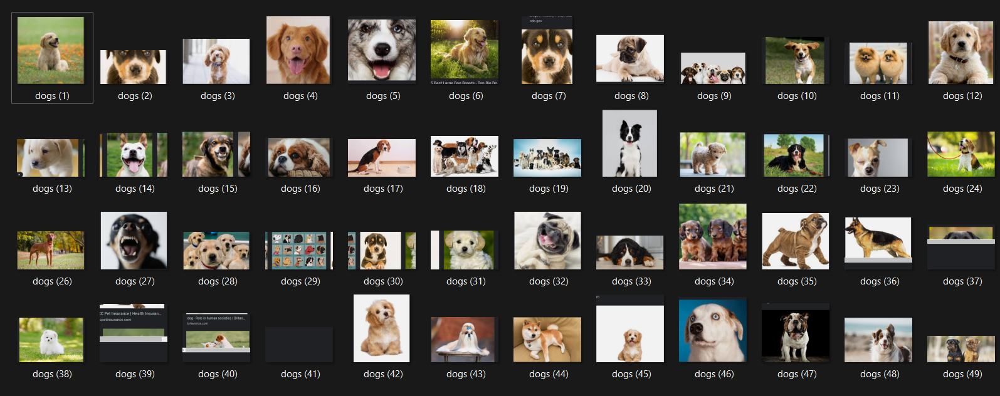 cdc.gov
5 Best Large Dog Breeds - Top Big Do
dogs (1)
dogs (2)
dogs (3)
dogs (4)
dogs (5)
dogs (6)
dogs (7)
dogs (8)
dogs (9)
dogs (10)
dogs (11)
dogs (12)
dogs (13)
dogs (14)
dogs (15)
dogs (16)
dogs (17)
dogs (18)
dogs (19)
dogs (20)
dogs (21)
dogs (22)
dogs (23)
dogs (24)
dogs (26)
dogs (27)
dogs (28)
dogs (29)
dogs (30)
dogs (31)
dogs (32)
dogs (33)
dogs (34)
dogs (35)
dogs (36)
dogs (37)
m
KC Pet Insurance | Health Insuran...
cpetinsurance.com
dog - Role in human societies | Britan...
britannica.com
dogs (38)
dogs (39)
dogs (40)
dogs (41)
dogs (42)
dogs (43)
dogs (44)
dogs (45)
dogs (46)
dogs (47)
dogs (48)
dogs (49)